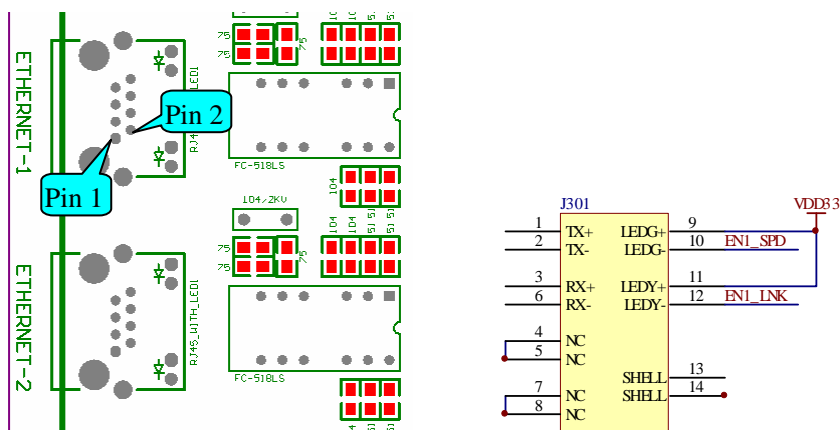 75
75
75
ETHERNET-1
Pin 1
Pin 2
FC-518LS
104
51
51
104/2KV
75
75
75
104
104
51
51
ETHERNET-2
RJ45_WITH_LED1
FC-518LS
J301
VDD33
1 TX+ LEDG+ 9
2 TX- LEDG- 10 EN1_SPD
3 RX+ LEDY+ 11
6 RX- LEDY- 12 EN1_LNK
4 NC
5 NC
SHELL 13
7 NC SHELL 14
8 NC